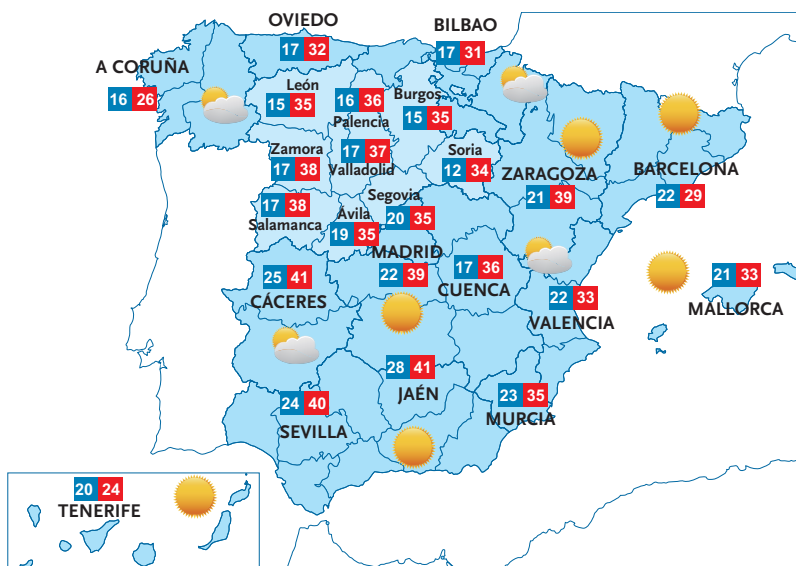 OVIEDO
17 32
BILBAO
17 31
A CORUÑA
16 26
León
15 35
16 36
Palencia
Burgos
15 35
Zamora
17 38
17 37
Valladolid
Soria
12 34
ZARAGOZA
21 39
BARCELONA
22 29
17 38
Salamanca
Ávila
19 35
Segovia
20 35
MADRID
22 39
17 36
CUENCA
25 41
CÁCERES
22 33
VALENCIA
21 33
MALLORCA
28 41
JAÉN
24 40
SEVILLA
23 35
MURCIA
20 24
TENERIFE